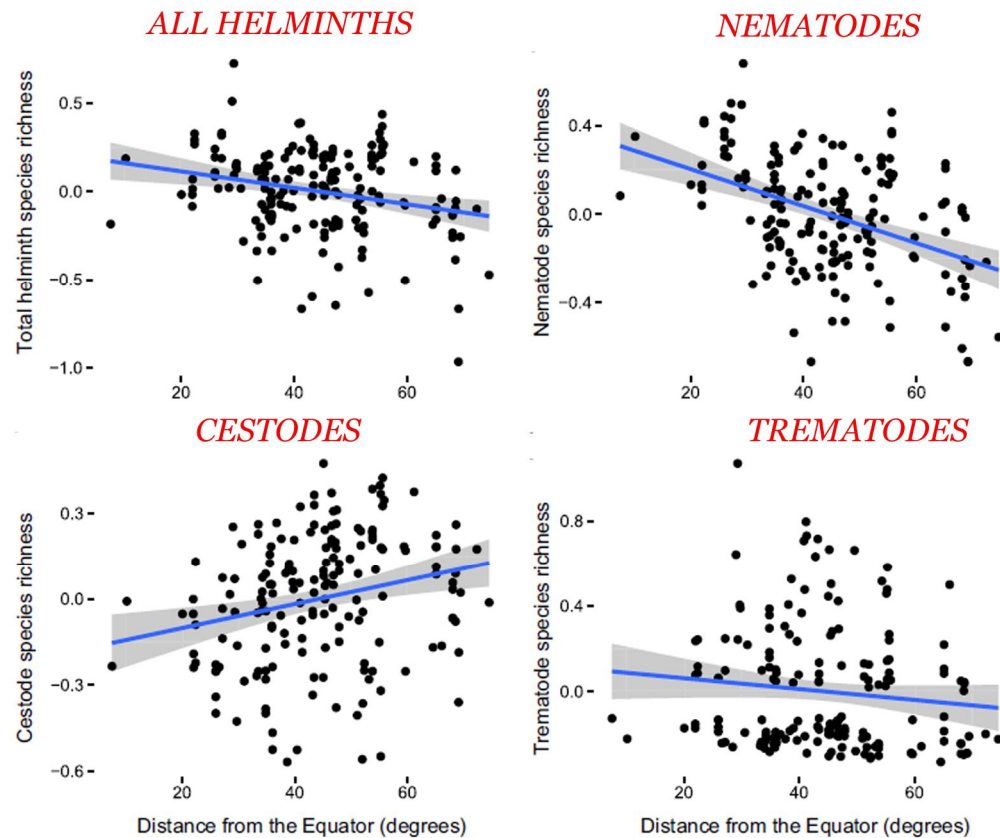 ALL HELMINTHS
Total helminth species richness
0.5
0.0
−0.5
−1.0
20 40 60
NEMATODES
Nematode species richness
0.4
0.0
−0.4
20 40 60
CESTODES
Cestode species richness
0.3
0.0
−0.3
−0.6
20 40 60
Distance from the Equator (degrees)
TREMATODES
Trematode species richness
0.8
0.4
0.0
20 40 60
Distance from the Equator (degrees)